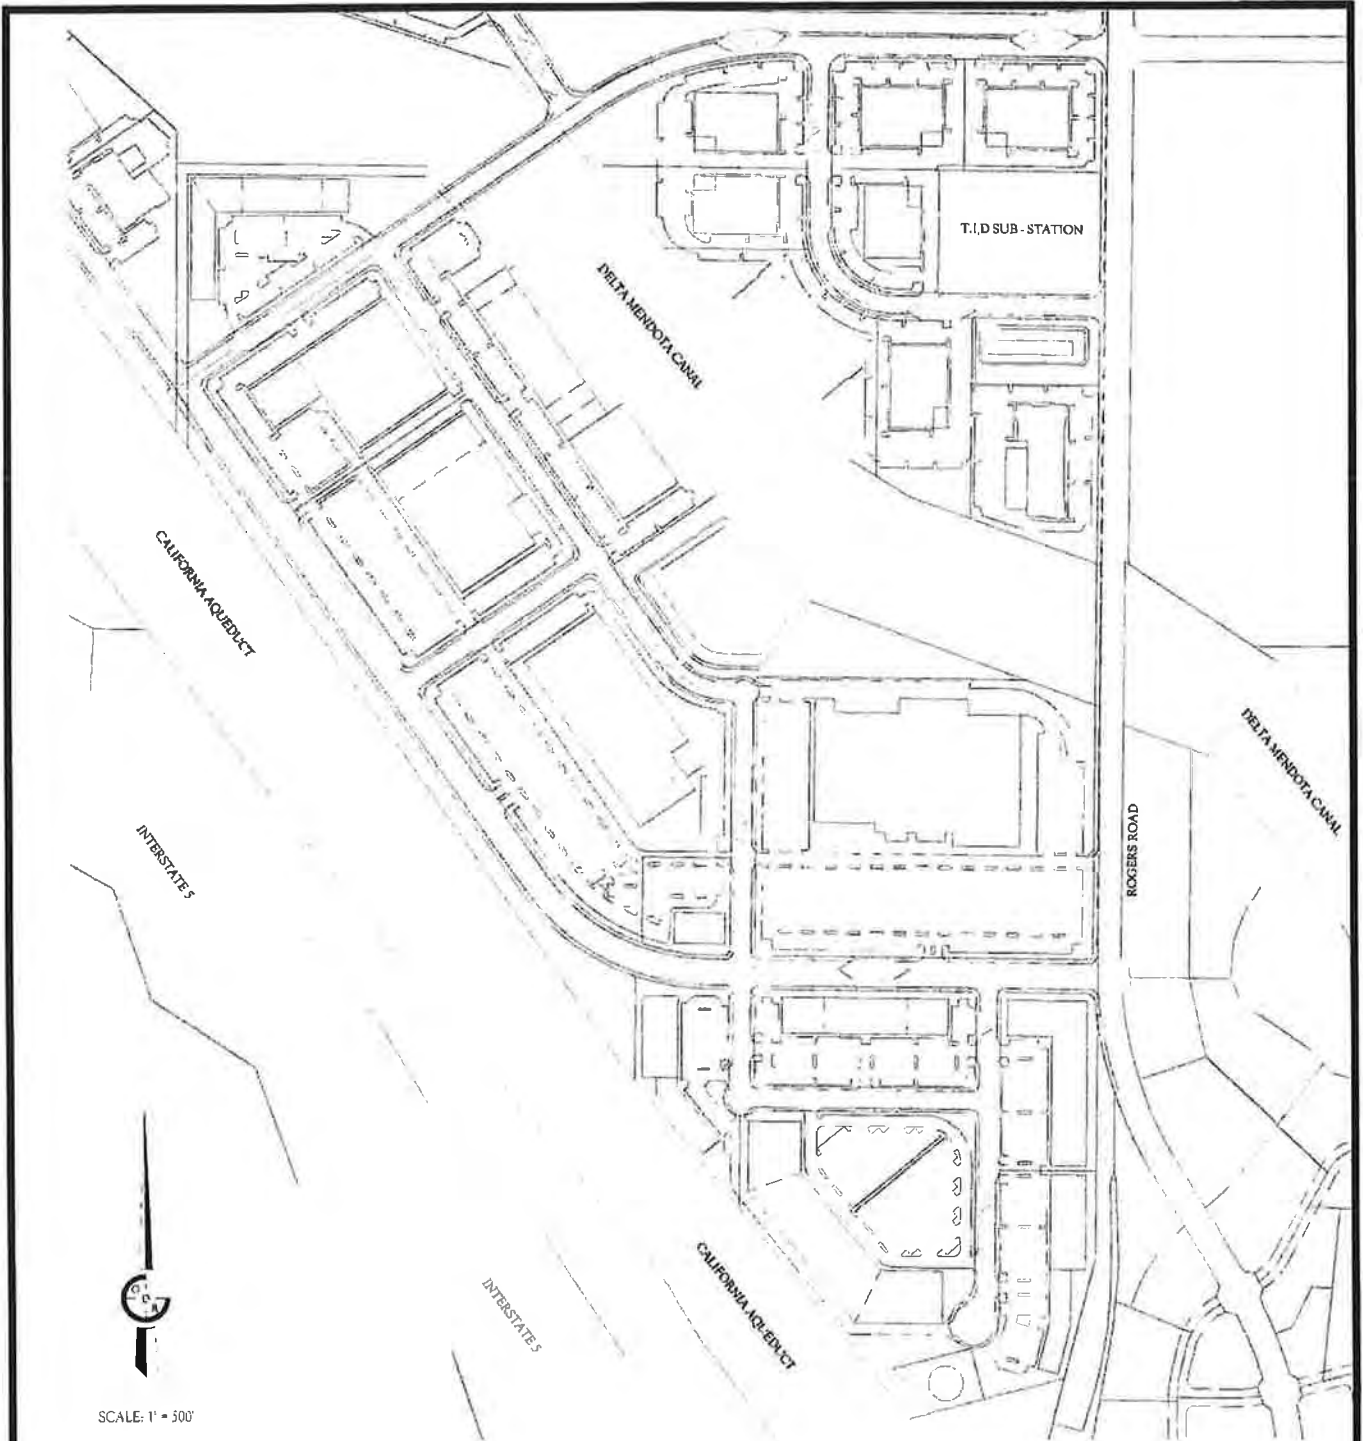 T.I.D SUB - STATION
DELTA MENDOTA CANAL
CALIFORNIA AQUEDUCT
DELTA MENDOTA CANAL
INTERSTATE 5
ROGERS ROAD
CALIFORNIA AQUEDUCT
INTERSTATE 5
SCALE: 1" = 500'